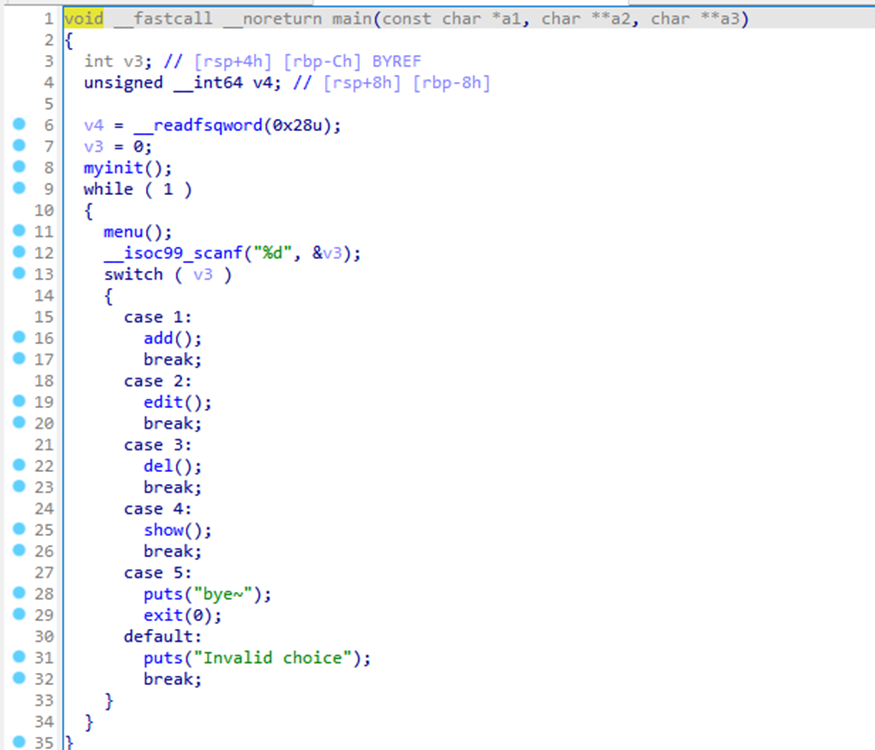 1 void __fastcall __noreturn main(const char *a1, char **a2, char **a3)
2 {
3 int v3; // [rsp+4h] [rbp-Ch] BYREF
4 unsigned __int64 v4; // [rsp+8h] [rbp-8h]
5
6 v4 = __readfsqword(0x28u);
7 v3 = 0;
8 myinit();
9 while ( 1 )
10 {
11 menu();
12 __isoc99_scanf("%d", &v3);
13 switch ( v3 )
14 {
15 case 1:
16 add();
17 break;
18 case 2:
19 edit();
20 break;
21 case 3:
22 del();
23 break;
24 case 4:
25 show();
26 break;
27 case 5:
28 puts("bye~");
29 exit(0);
30 default:
31 puts("Invalid choice");
32 break;
33 }
34 }
35 }